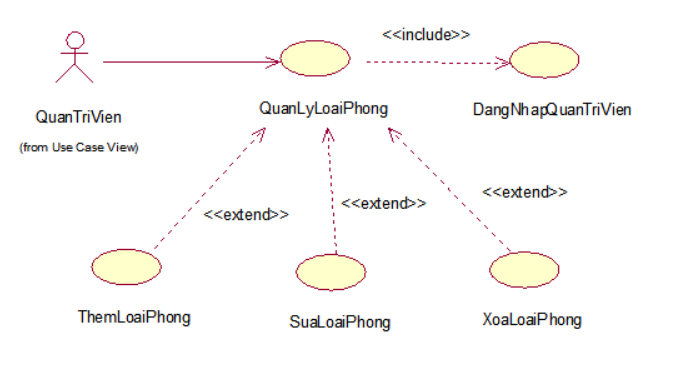 <<include>>
QuanTriVien
(from Use Case View)
QuanLyLoaiPhong
DangNhapQuanTriVien
<<extend>>
<<extend>>
<<extend>>
ThemLoaiPhong
SuaLoaiPhong
XoaLoaiPhong